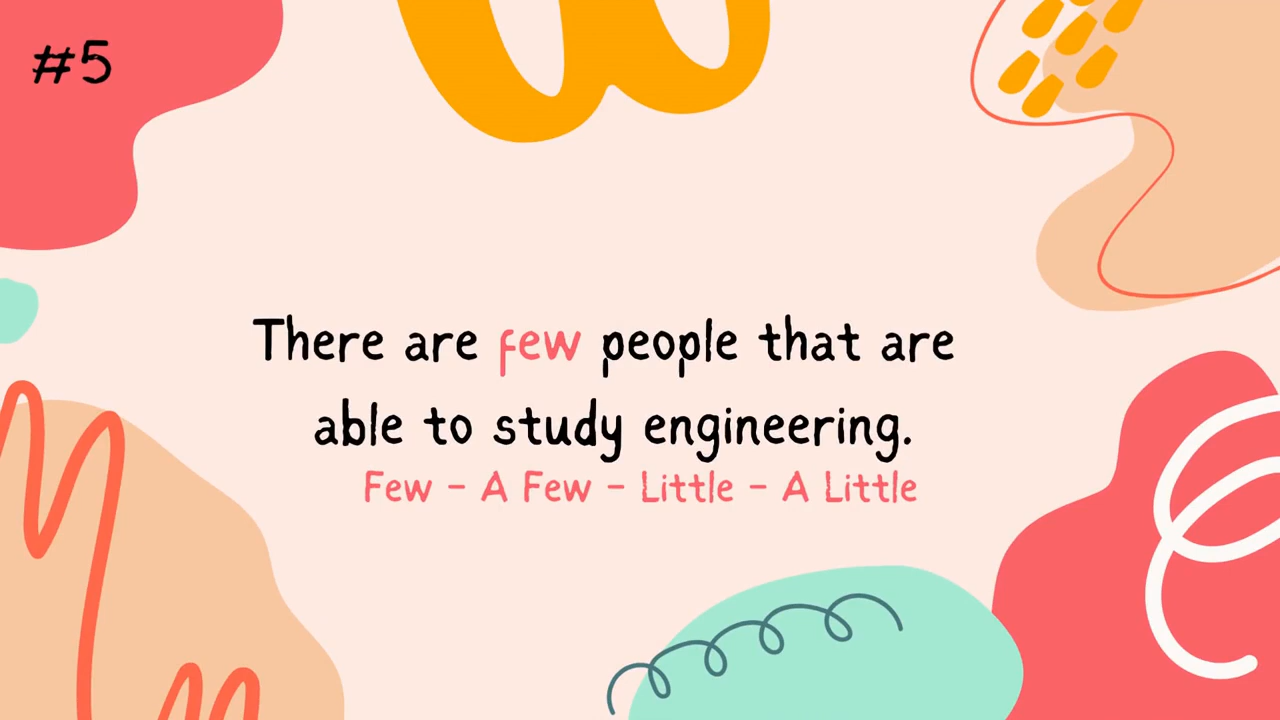 #5
There are few people that are
able to study engineering.
Few - A Few - Little - A Little